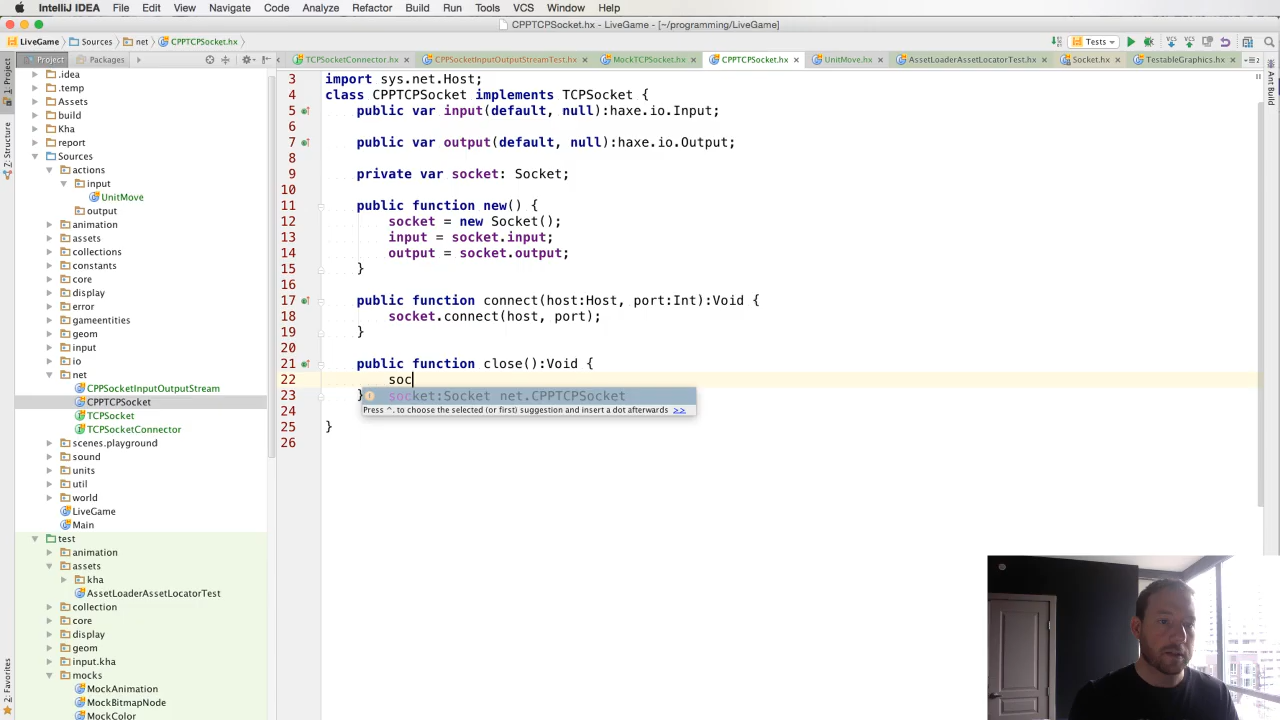 IntelliJ IDEA File Edit View Navigate Code Analyze Refactor Build Run Tools VCS Window Help
CPPTCPSocket.hx - LiveGame - [~/programming/LiveGame]
LiveGame Sources net CPPTCPSocket.hx Tests VCS VCS
Project Packages TCPSocketConnector.hx CPPSocketInputOutputStreamTest.hx MockTCPSocket.hx CPPTCPSocket.hx UnitMove.hx AssetLoaderAssetLocatorTest.hx Socket.hx TestableGraphics.hx
1: Project
7: Structure
2: Favorites
Ant Build
.idea
.temp
Assets
build
Kha
report
Sources
actions
input
UnitMove
output
animation
assets
collections
constants
core
display
error
gameentities
geom
input
io
net
CPPSocketInputOutputStream
CPPTCPSocket
TCPSocket
TCPSocketConnector
scenes.playground
sound
units
util
world
LiveGame
Main
test
animation
assets
kha
AssetLoaderAssetLocatorTest
collection
core
display
geom
input.kha
mocks
MockAnimation
MockBitmapNode
MockColor
3 import sys.net.Host;
4 class CPPTCPSocket implements TCPSocket {
5 public var input(default, null):haxe.io.Input;
6
7 public var output(default, null):haxe.io.Output;
8
9 private var socket: Socket;
10
11 public function new() {
12 socket = new Socket();
13 input = socket.input;
14 output = socket.output;
15 }
16
17 public function connect(host:Host, port:Int):Void {
18 socket.connect(host, port);
19 }
20
21 public function close():Void {
22 soc
23 }
socket:Socket net.CPPTCPSocket
Press ^. to choose the selected (or first) suggestion and insert a dot afterwards >>
24
25 }
26